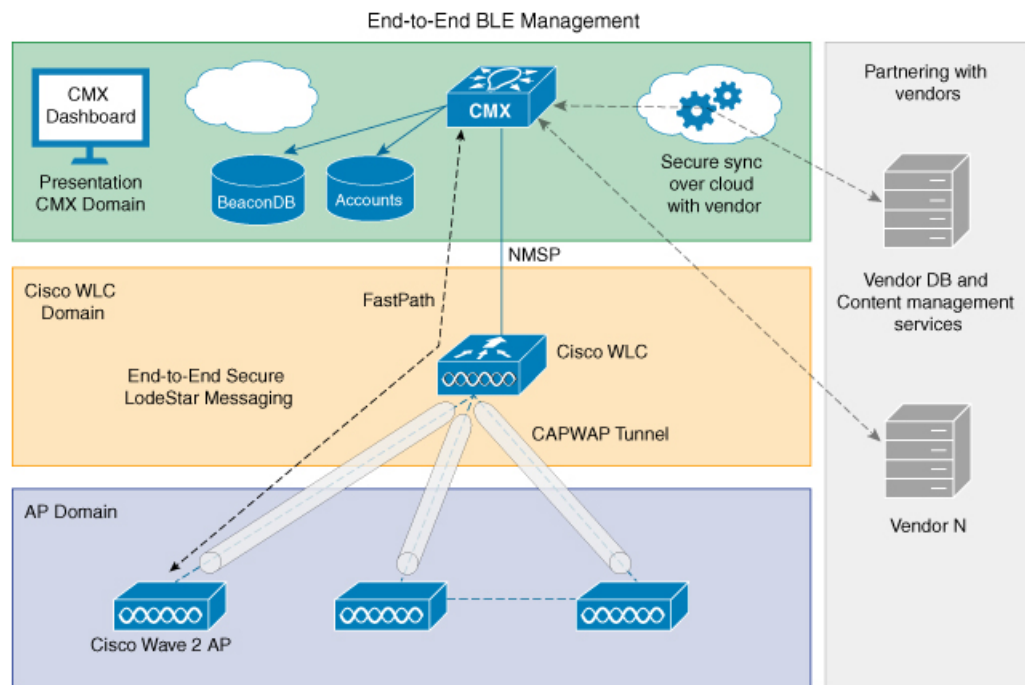 End-to-End BLE Management
CMX
Dashboard
Presentation
CMX Domain
BeaconDB
Accounts
CMX
Secure sync
over cloud
with vendor
Partnering with
vendors
Vendor DB and
Content management
services
Vendor N
NMSP
Cisco WLC
Domain
FastPath
Cisco WLC
End-to-End Secure
LodeStar Messaging
CAPWAP Tunnel
AP Domain
Cisco Wave 2 AP